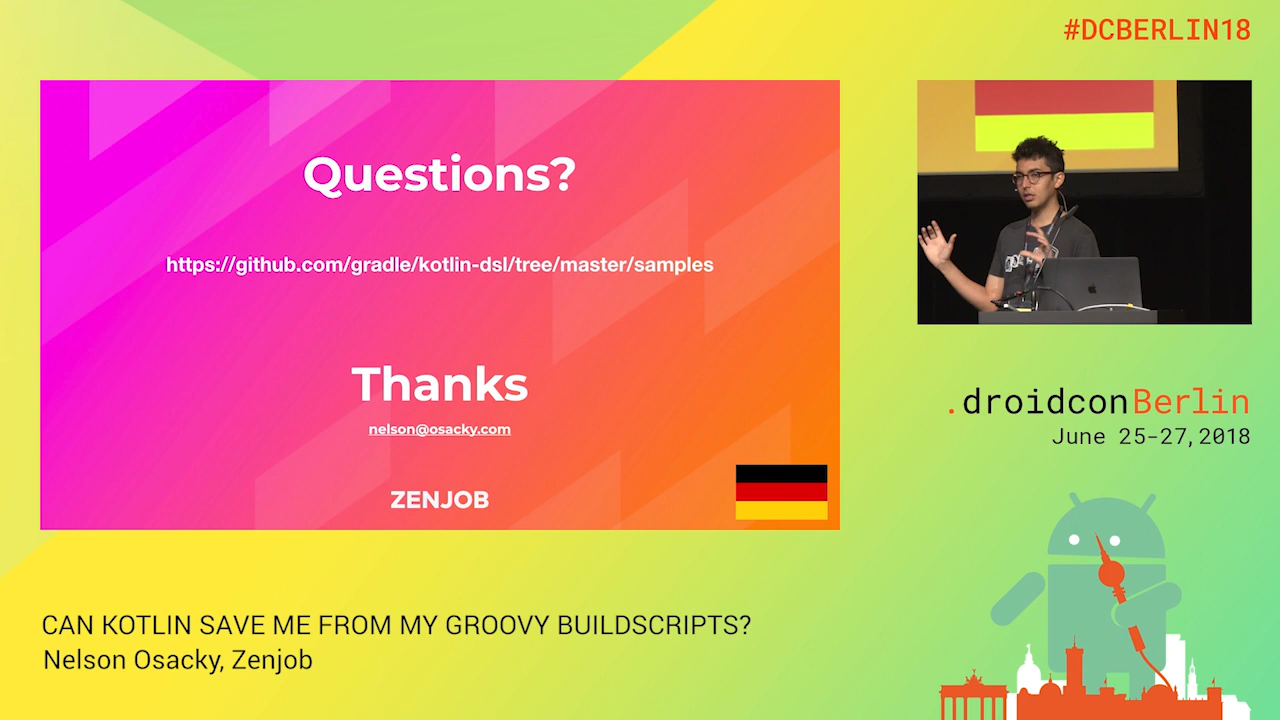 #DCBERLIN18
Questions?
https://github.com/gradle/kotlin-dsl/tree/master/samples
Thanks
nelson@osacky.com
ZENJOB
.droidconBerlin
June 25-27, 2018
CAN KOTLIN SAVE ME FROM MY GROOVY BUILDSCRIPTS?
Nelson Osacky, Zenjob